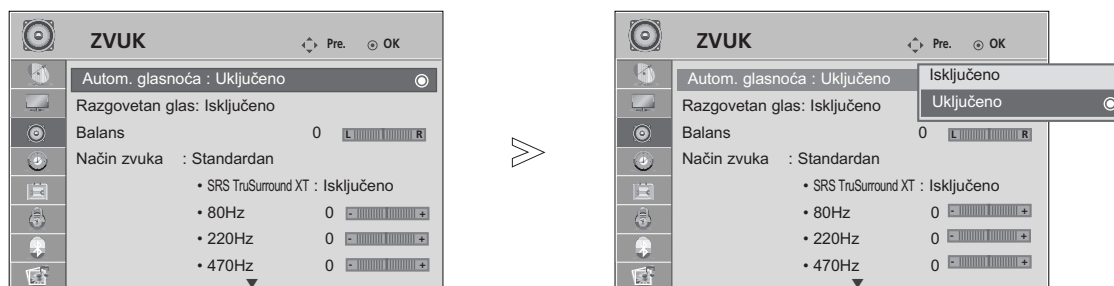 ZVUK Pre. OK
Autom. glasnoća : Uključeno
Razgovetan glas: Isključeno
Balans 0 L R
Način zvuka : Standardan
• SRS TruSurround XT : Isključeno
• 80Hz 0 - +
• 220Hz 0 - +
• 470Hz 0 - +
>
ZVUK Pre. OK
Autom. glasnoća : Uključeno
Isključeno
Uključeno
Razgovetan glas: Isključeno
Balans 0 L R
Način zvuka : Standardan
• SRS TruSurround XT : Isključeno
• 80Hz 0 - +
• 220Hz 0 - +
• 470Hz 0 - +